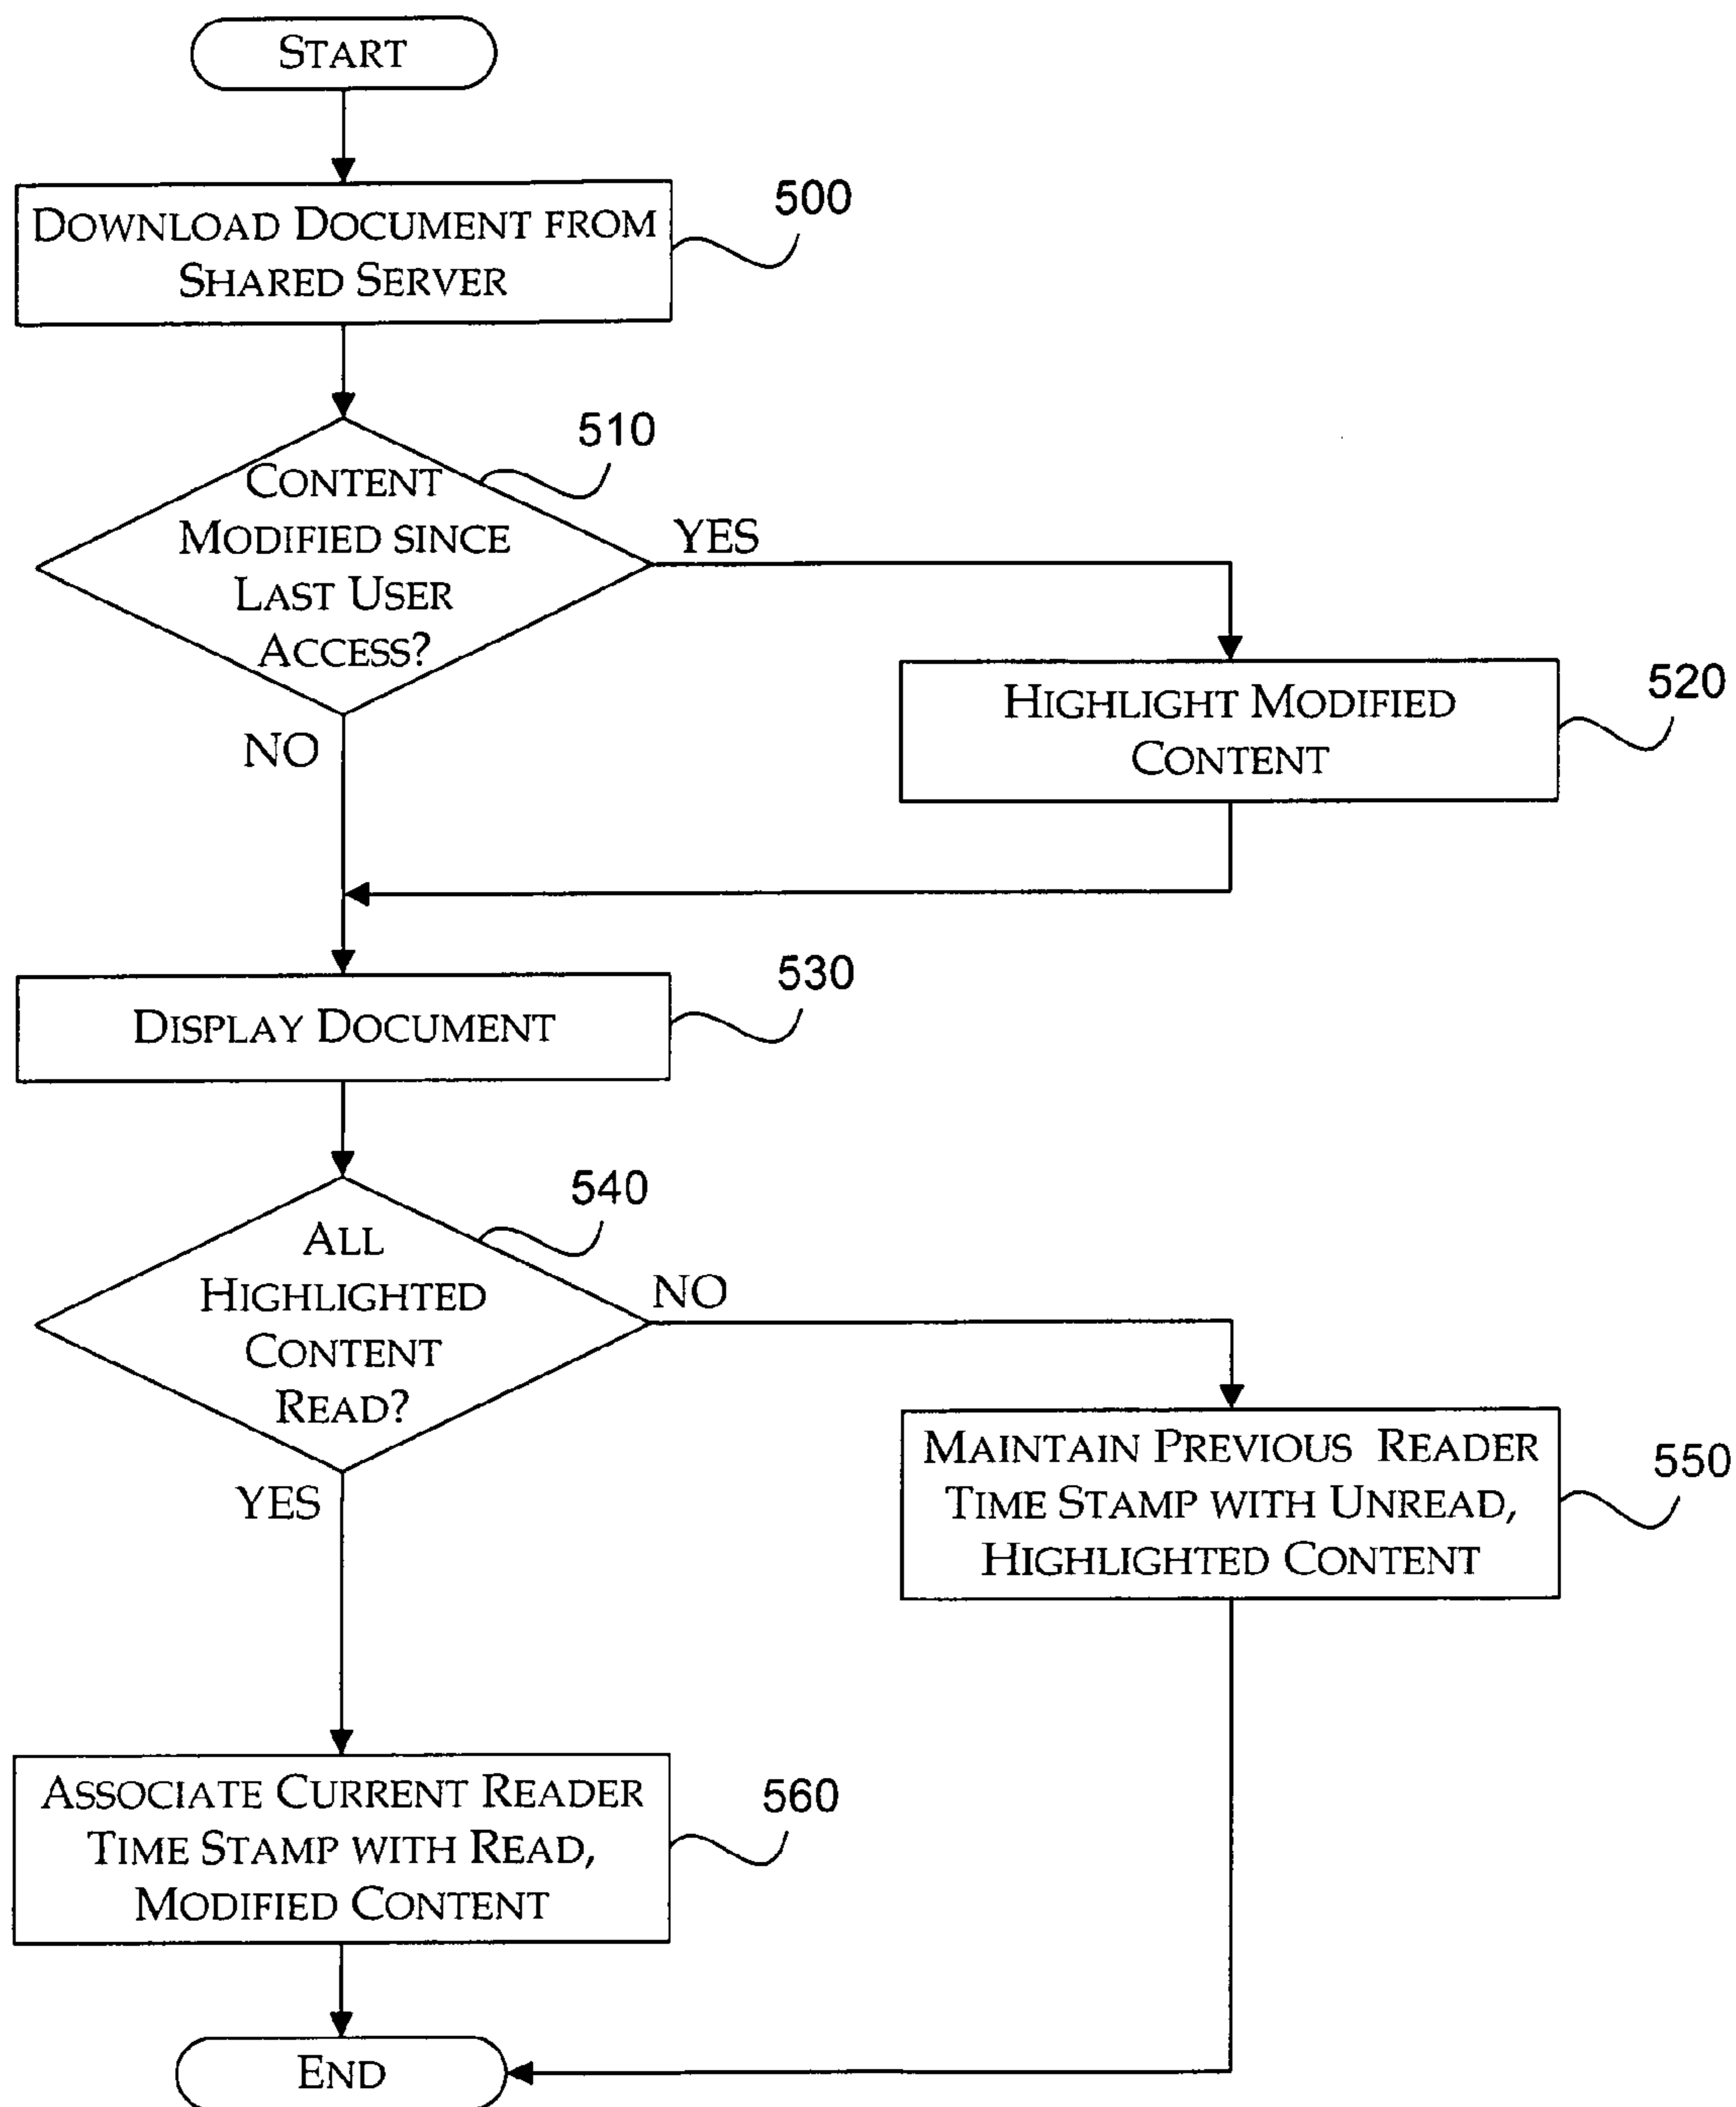 START
DOWNLOAD DOCUMENT FROM
SHARED SERVER
500
CONTENT
MODIFIED SINCE
LAST USER
ACCESS?
510
YES
NO
HIGHLIGHT MODIFIED
CONTENT
520
DISPLAY DOCUMENT
530
ALL
HIGHLIGHTED
CONTENT
READ?
540
NO
YES
MAINTAIN PREVIOUS READER
TIME STAMP WITH UNREAD,
HIGHLIGHTED CONTENT
550
ASSOCIATE CURRENT READER
TIME STAMP WITH READ,
MODIFIED CONTENT
560
END